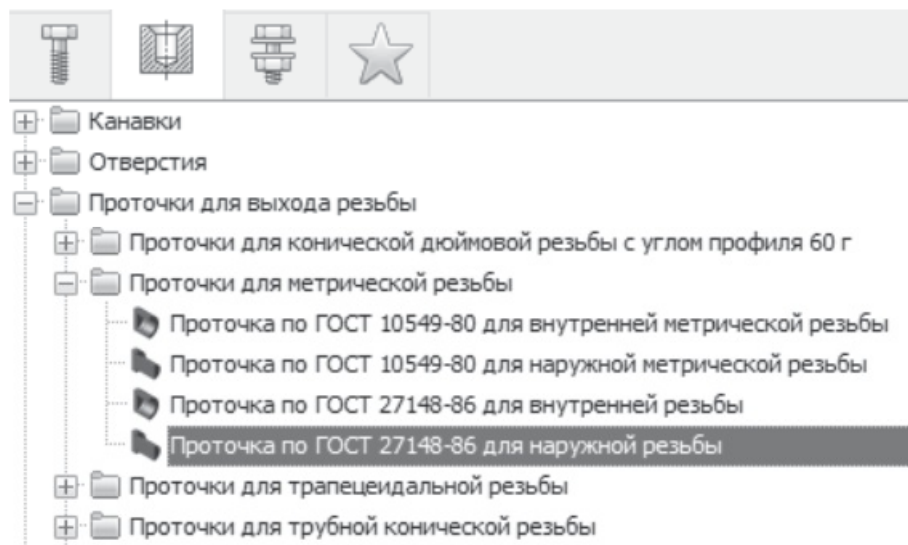 Канавки
Отверстия
Проточки для выхода резьбы
Проточки для конической дюймовой резьбы с углом профиля 60 г
Проточки для метрической резьбы
Проточка по ГОСТ 10549-80 для внутренней метрической резьбы
Проточка по ГОСТ 10549-80 для наружной метрической резьбы
Проточка по ГОСТ 27148-86 для внутренней резьбы
Проточка по ГОСТ 27148-86 для наружной резьбы
Проточки для трапецеидальной резьбы
Проточки для трубной конической резьбы